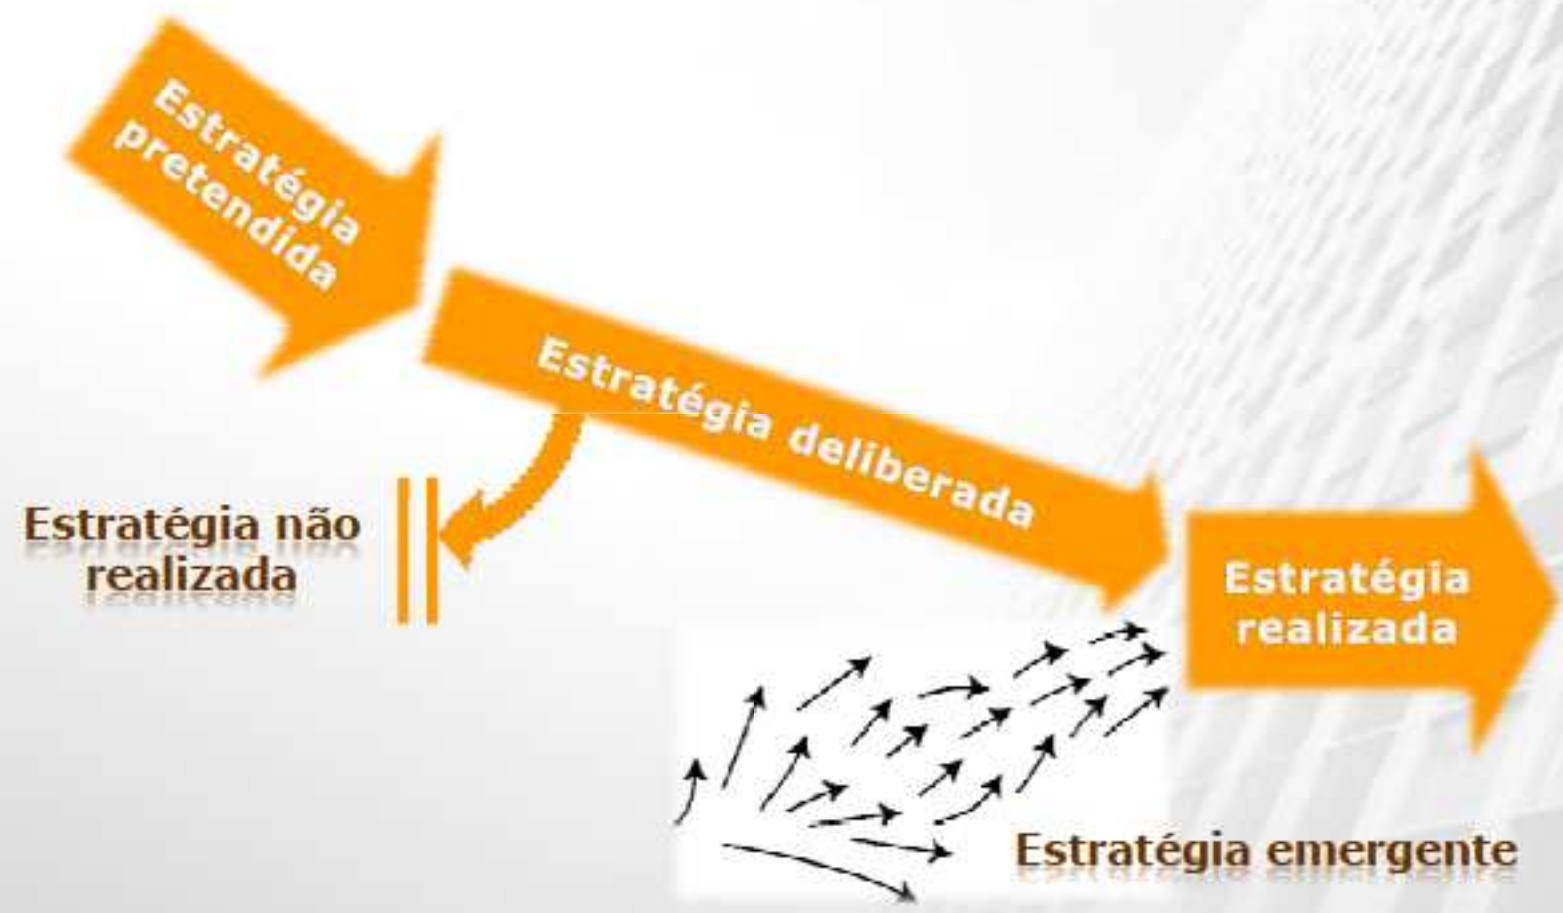 Estratégia
pretendida
Estratégia deliberada
Estratégia não
realizada
Estratégia
realizada
Estratégia emergente